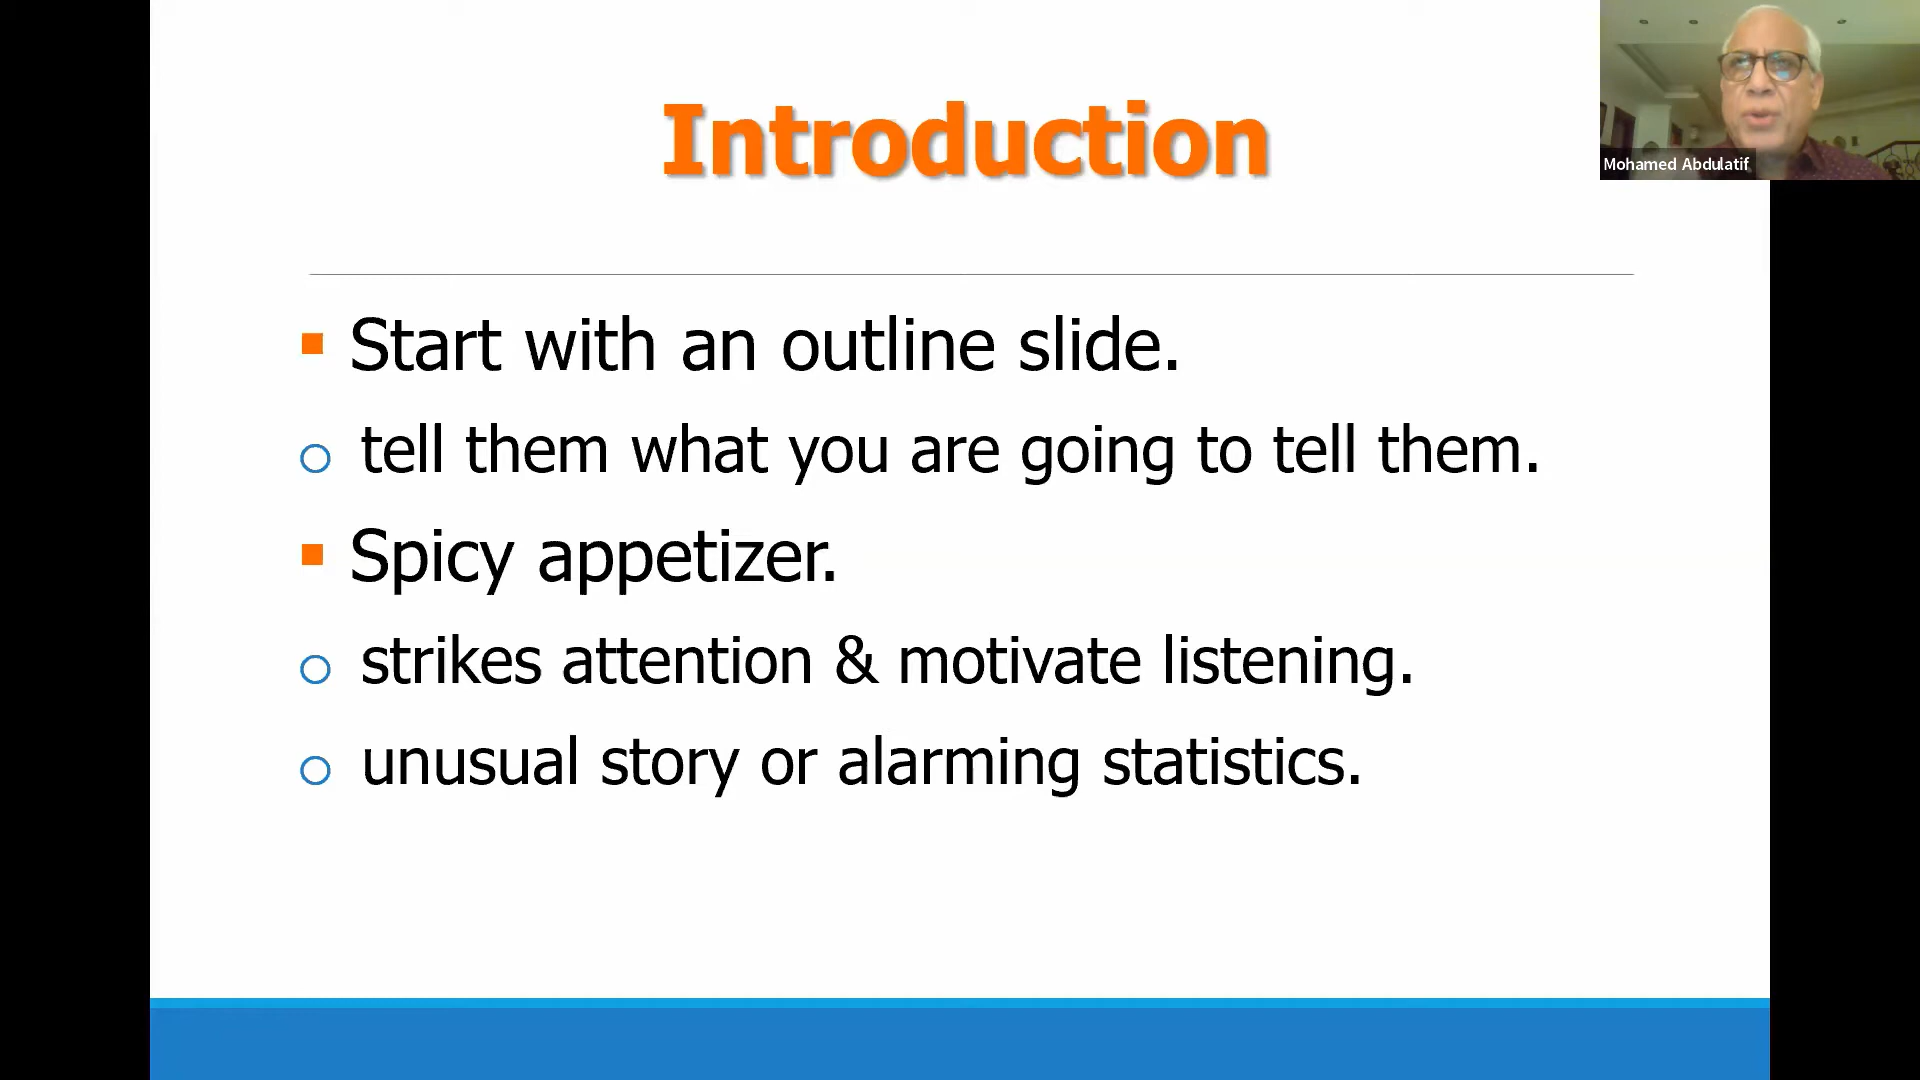 Introduction
Mohamed Abdulatif
Start with an outline slide.
tell them what you are going to tell them.
Spicy appetizer.
strikes attention & motivate listening.
unusual story or alarming statistics.